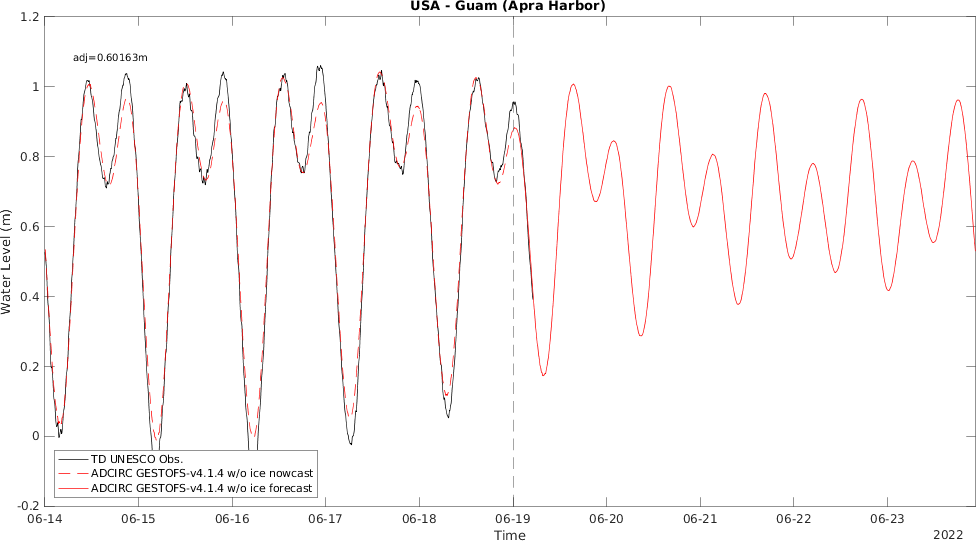 USA - Guam (Apra Harbor)
1.2
adj=0.60163m
1
0.8
0.6
0.4
0.2
0
-0.2
Water Level (m)
TD UNESCO Obs.
ADCIRC GESTOFS-v4.1.4 w/o ice nowcast
ADCIRC GESTOFS-v4.1.4 w/o ice forecast
06-14 06-15 06-16 06-17 06-18 06-19 06-20 06-21 06-22 06-23
Time
2022